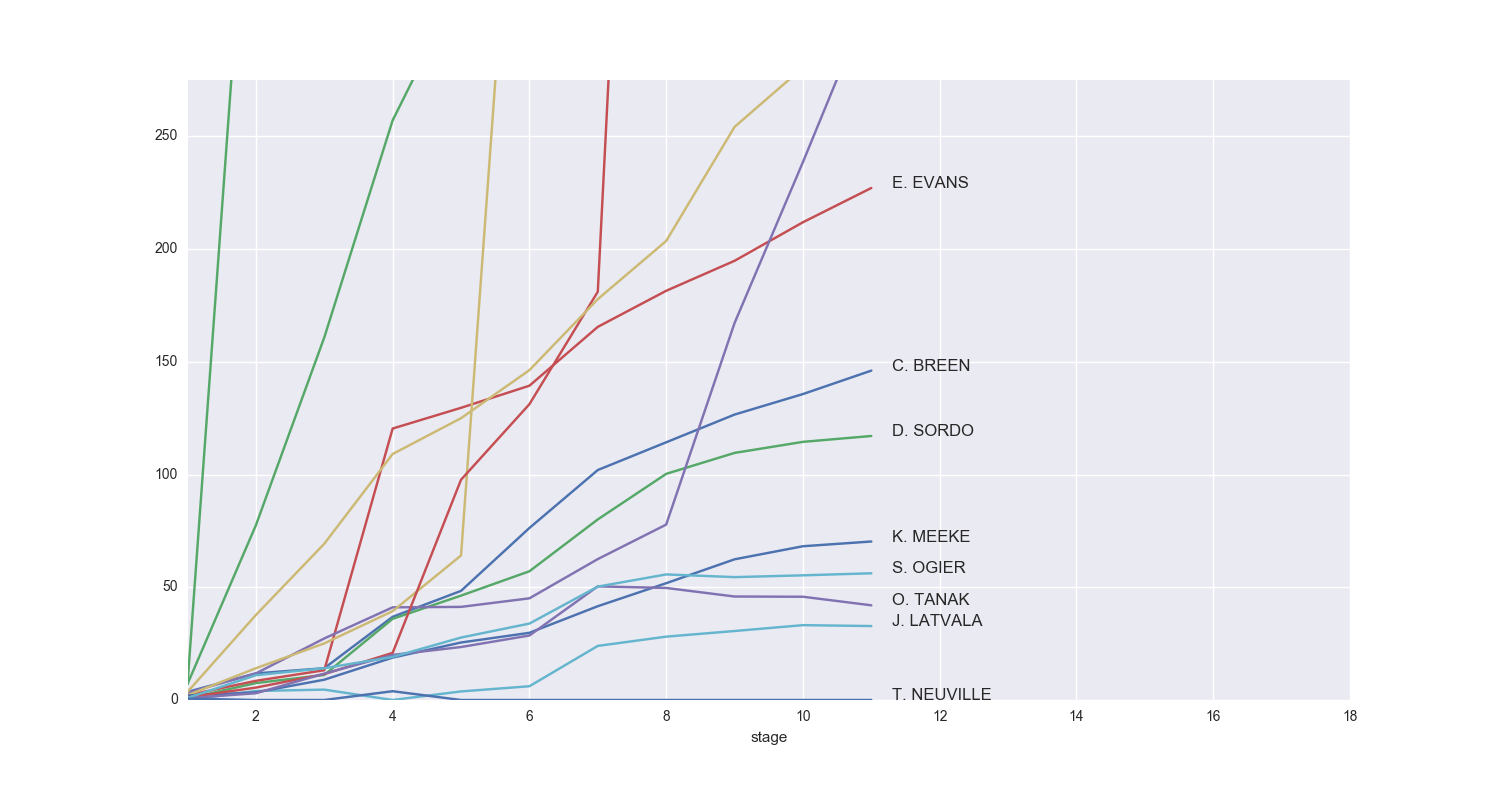 250
E. EVANS
200
150
C. BREEN
D. SORDO
100
K. MEEKE
S. OGIER
50
O. TANAK
J. LATVALA
T. NEUVILLE
0
2 4 6 8 10 12 14 16 18
stage